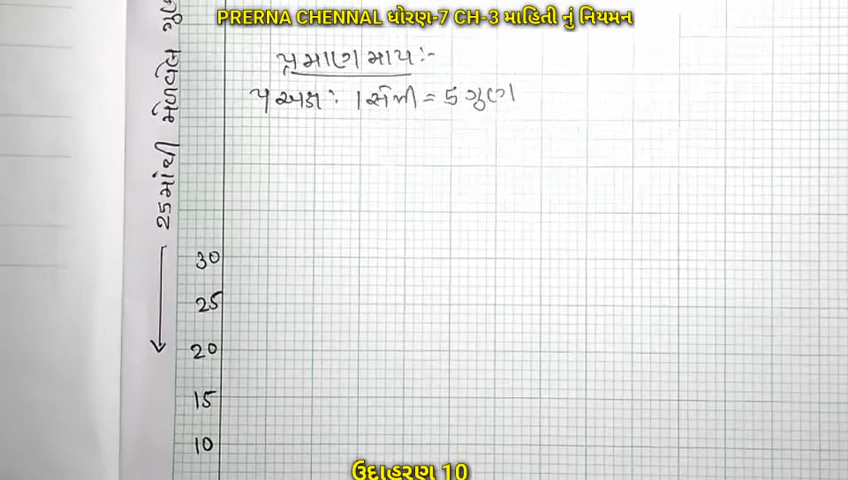 PRERNA CHENNAL ધોરણ-7 CH-3 માહિતી નું નિયમન
પ્રમાણમાપ :-
y અક્ષ : 1 સેમી = 5 ગુણ
25 માંથી મેળવેલ ગુણ
30
25
20
15
10
ઉદાહરણ 10